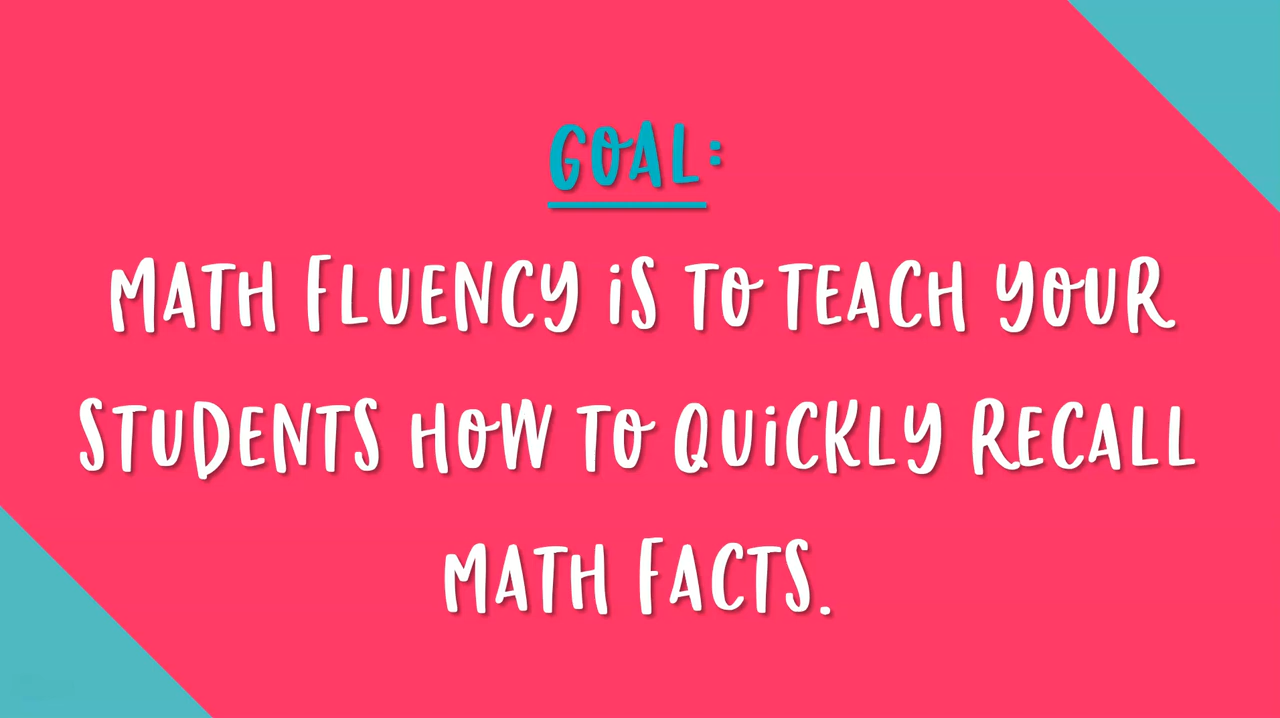 GOAL:
MATH FLUENCY iS TO TEACH YOUR
STUDENTS HOW TO QUiCKLY RECALL
MATH FACTS.